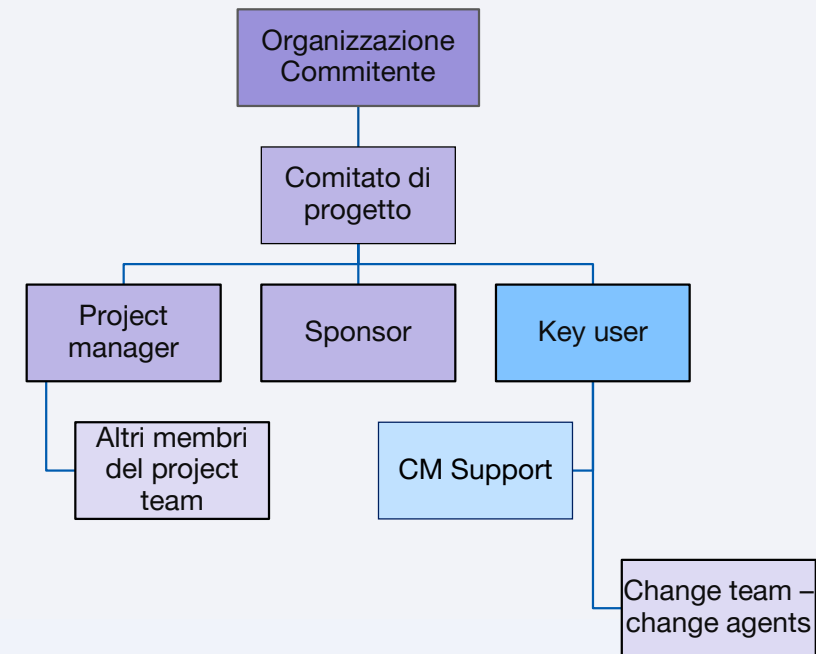 Organizzazione
Commitente
Comitato di
progetto
Project
manager
Sponsor
Key user
Altri membri
del project
team
CM Support
Change team –
change agents